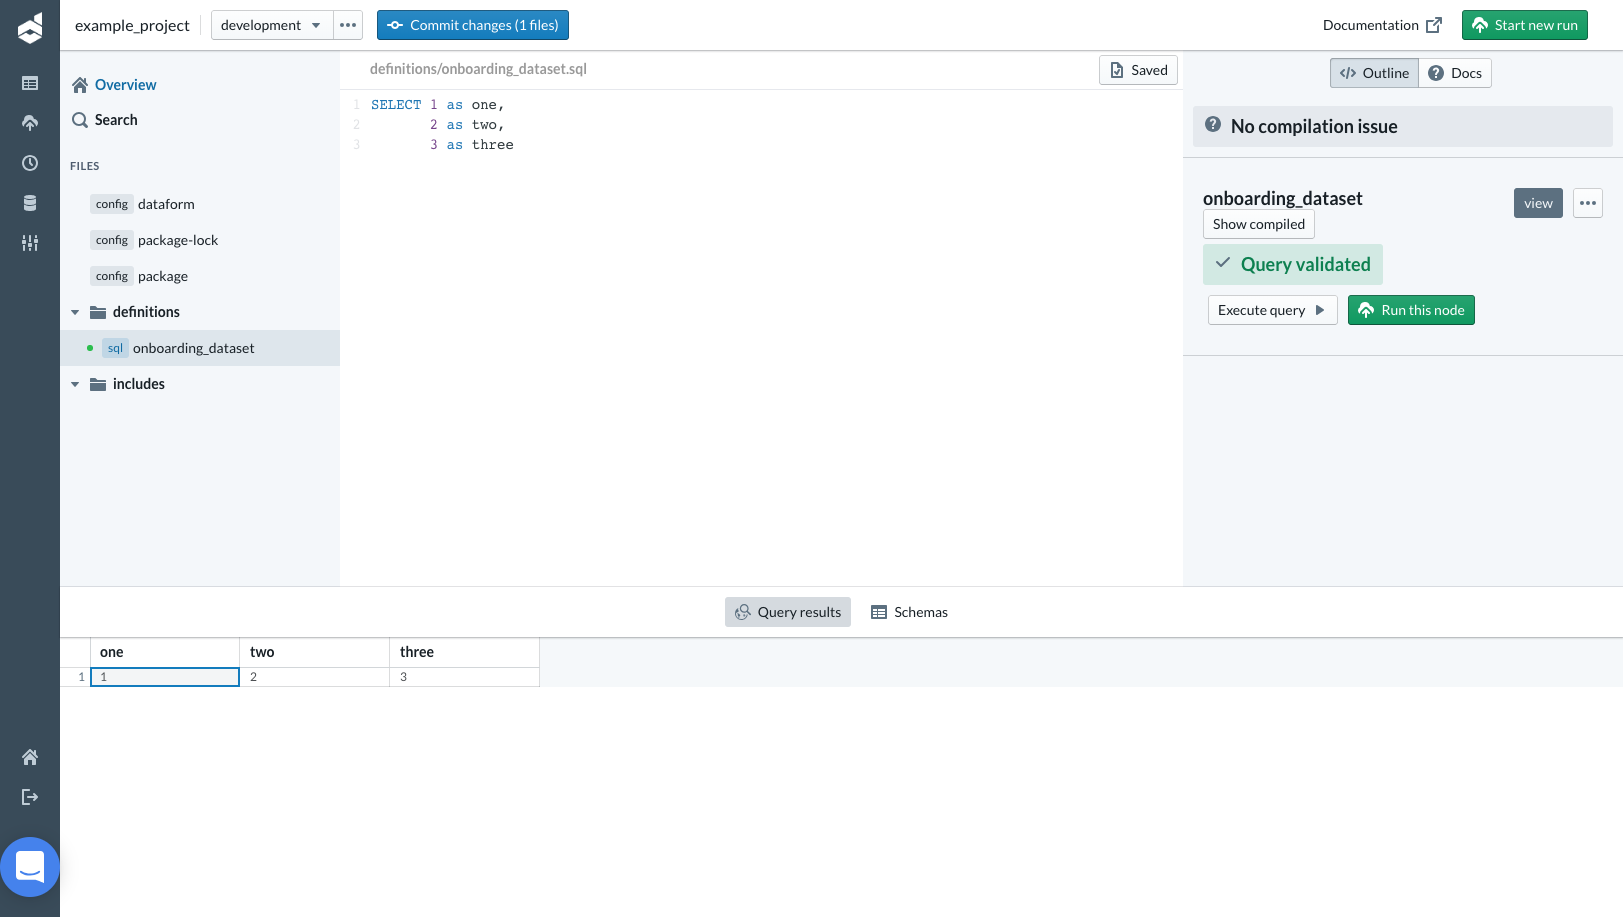 example_project
development
Commit changes (1 files)
Documentation
Start new run
Overview
Search
FILES
config dataform
config package-lock
config package
definitions
sql onboarding_dataset
includes
definitions/onboarding_dataset.sql
Saved
1 SELECT 1 as one,
2 2 as two,
3 3 as three
Outline
Docs
No compilation issue
onboarding_dataset
view
Show compiled
Query validated
Execute query
Run this node
Query results
Schemas
one two three
1 1 2 3